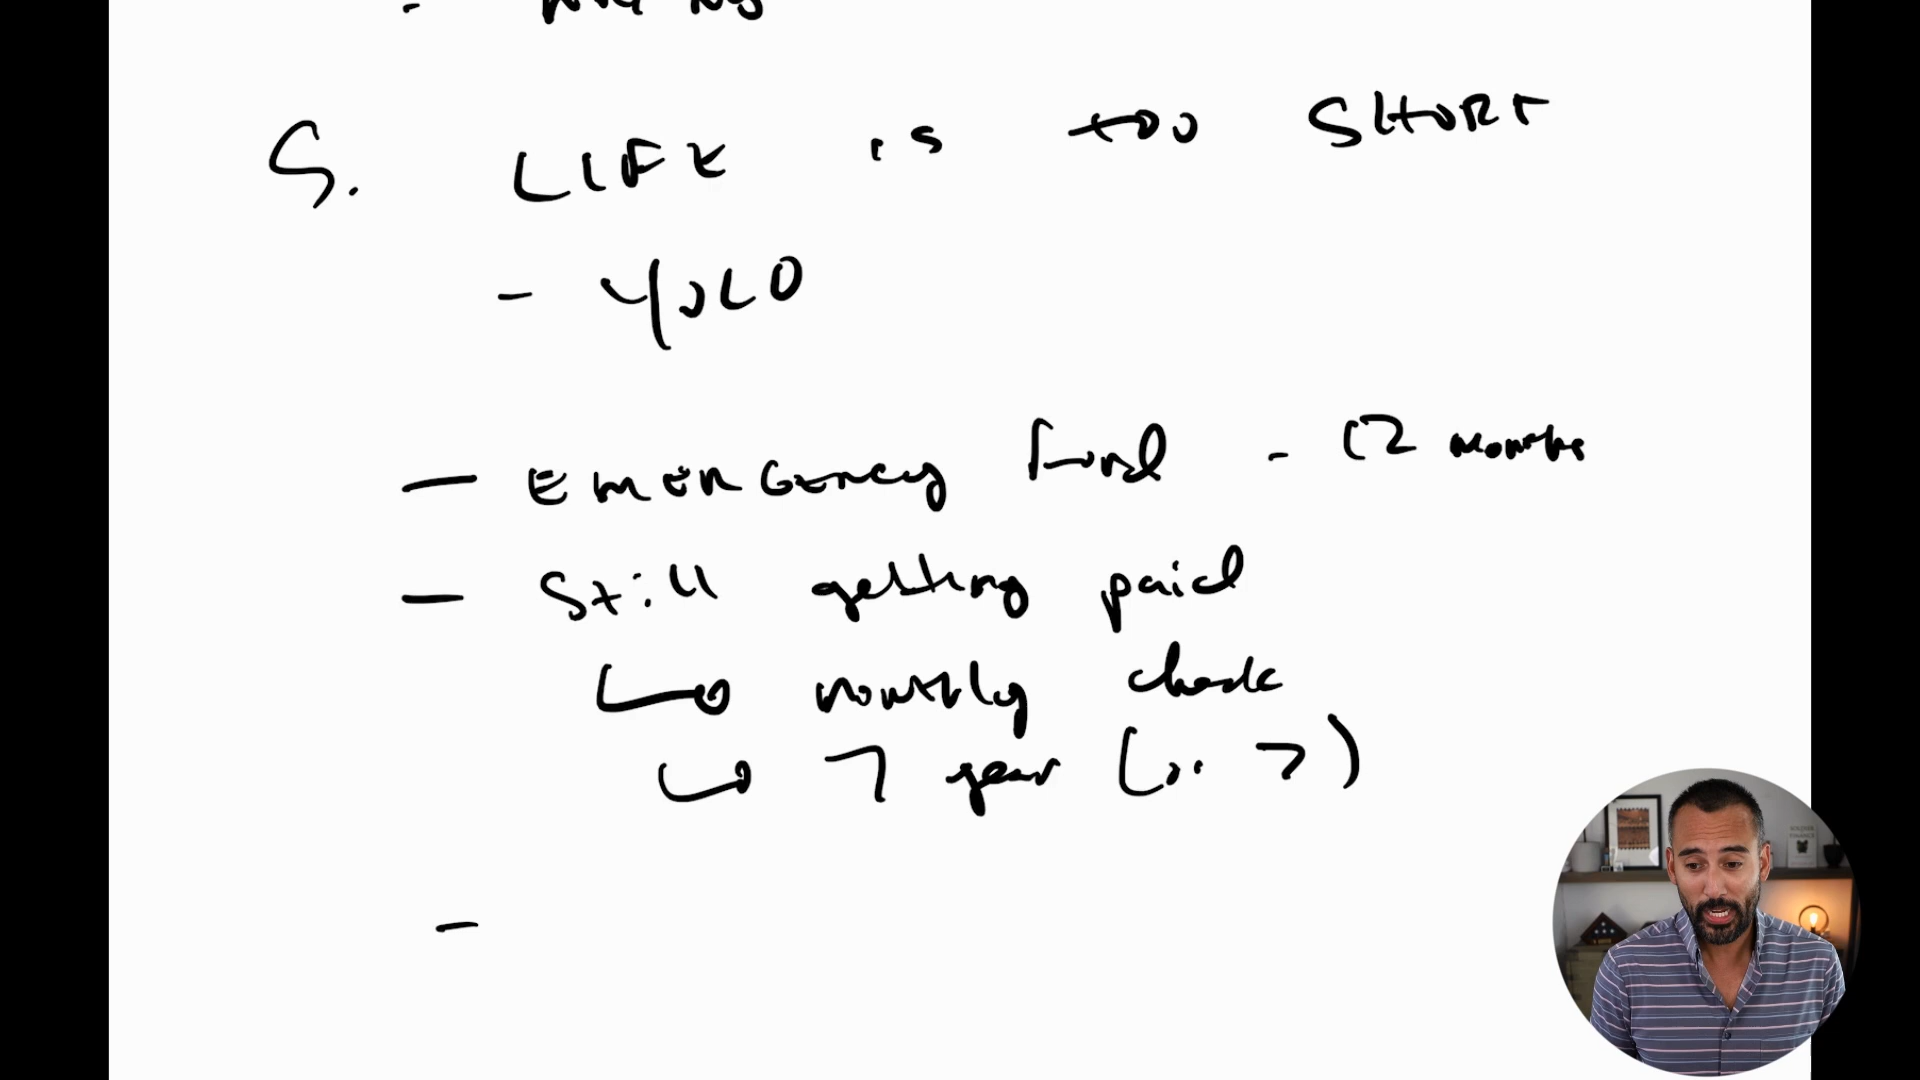 5. LIFE is too SHORT
- YOLO
- EMERGENCY fund - 12 months
- Still getting paid
↳ monthly check
↳ 7 year (